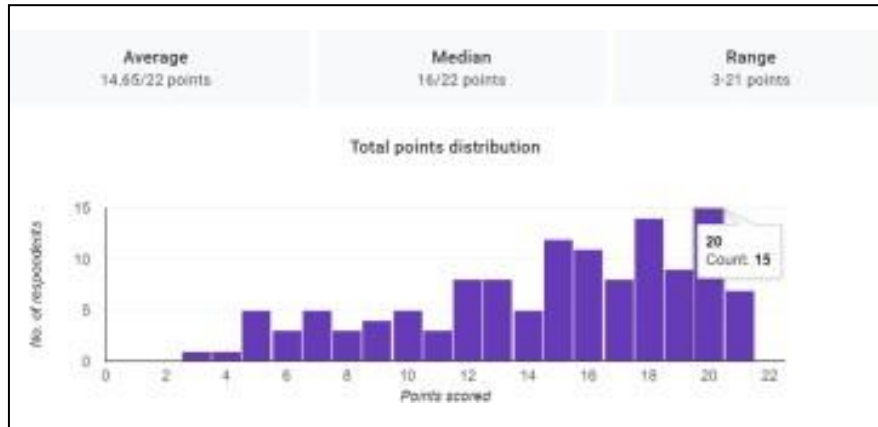 Average
14.65/22 points
Median
16/22 points
Range
3-21 points
Total points distribution
No. of respondents
15
10
5
0
20
Count: 15
0 2 4 6 8 10 12 14 16 18 20 22
Points scored